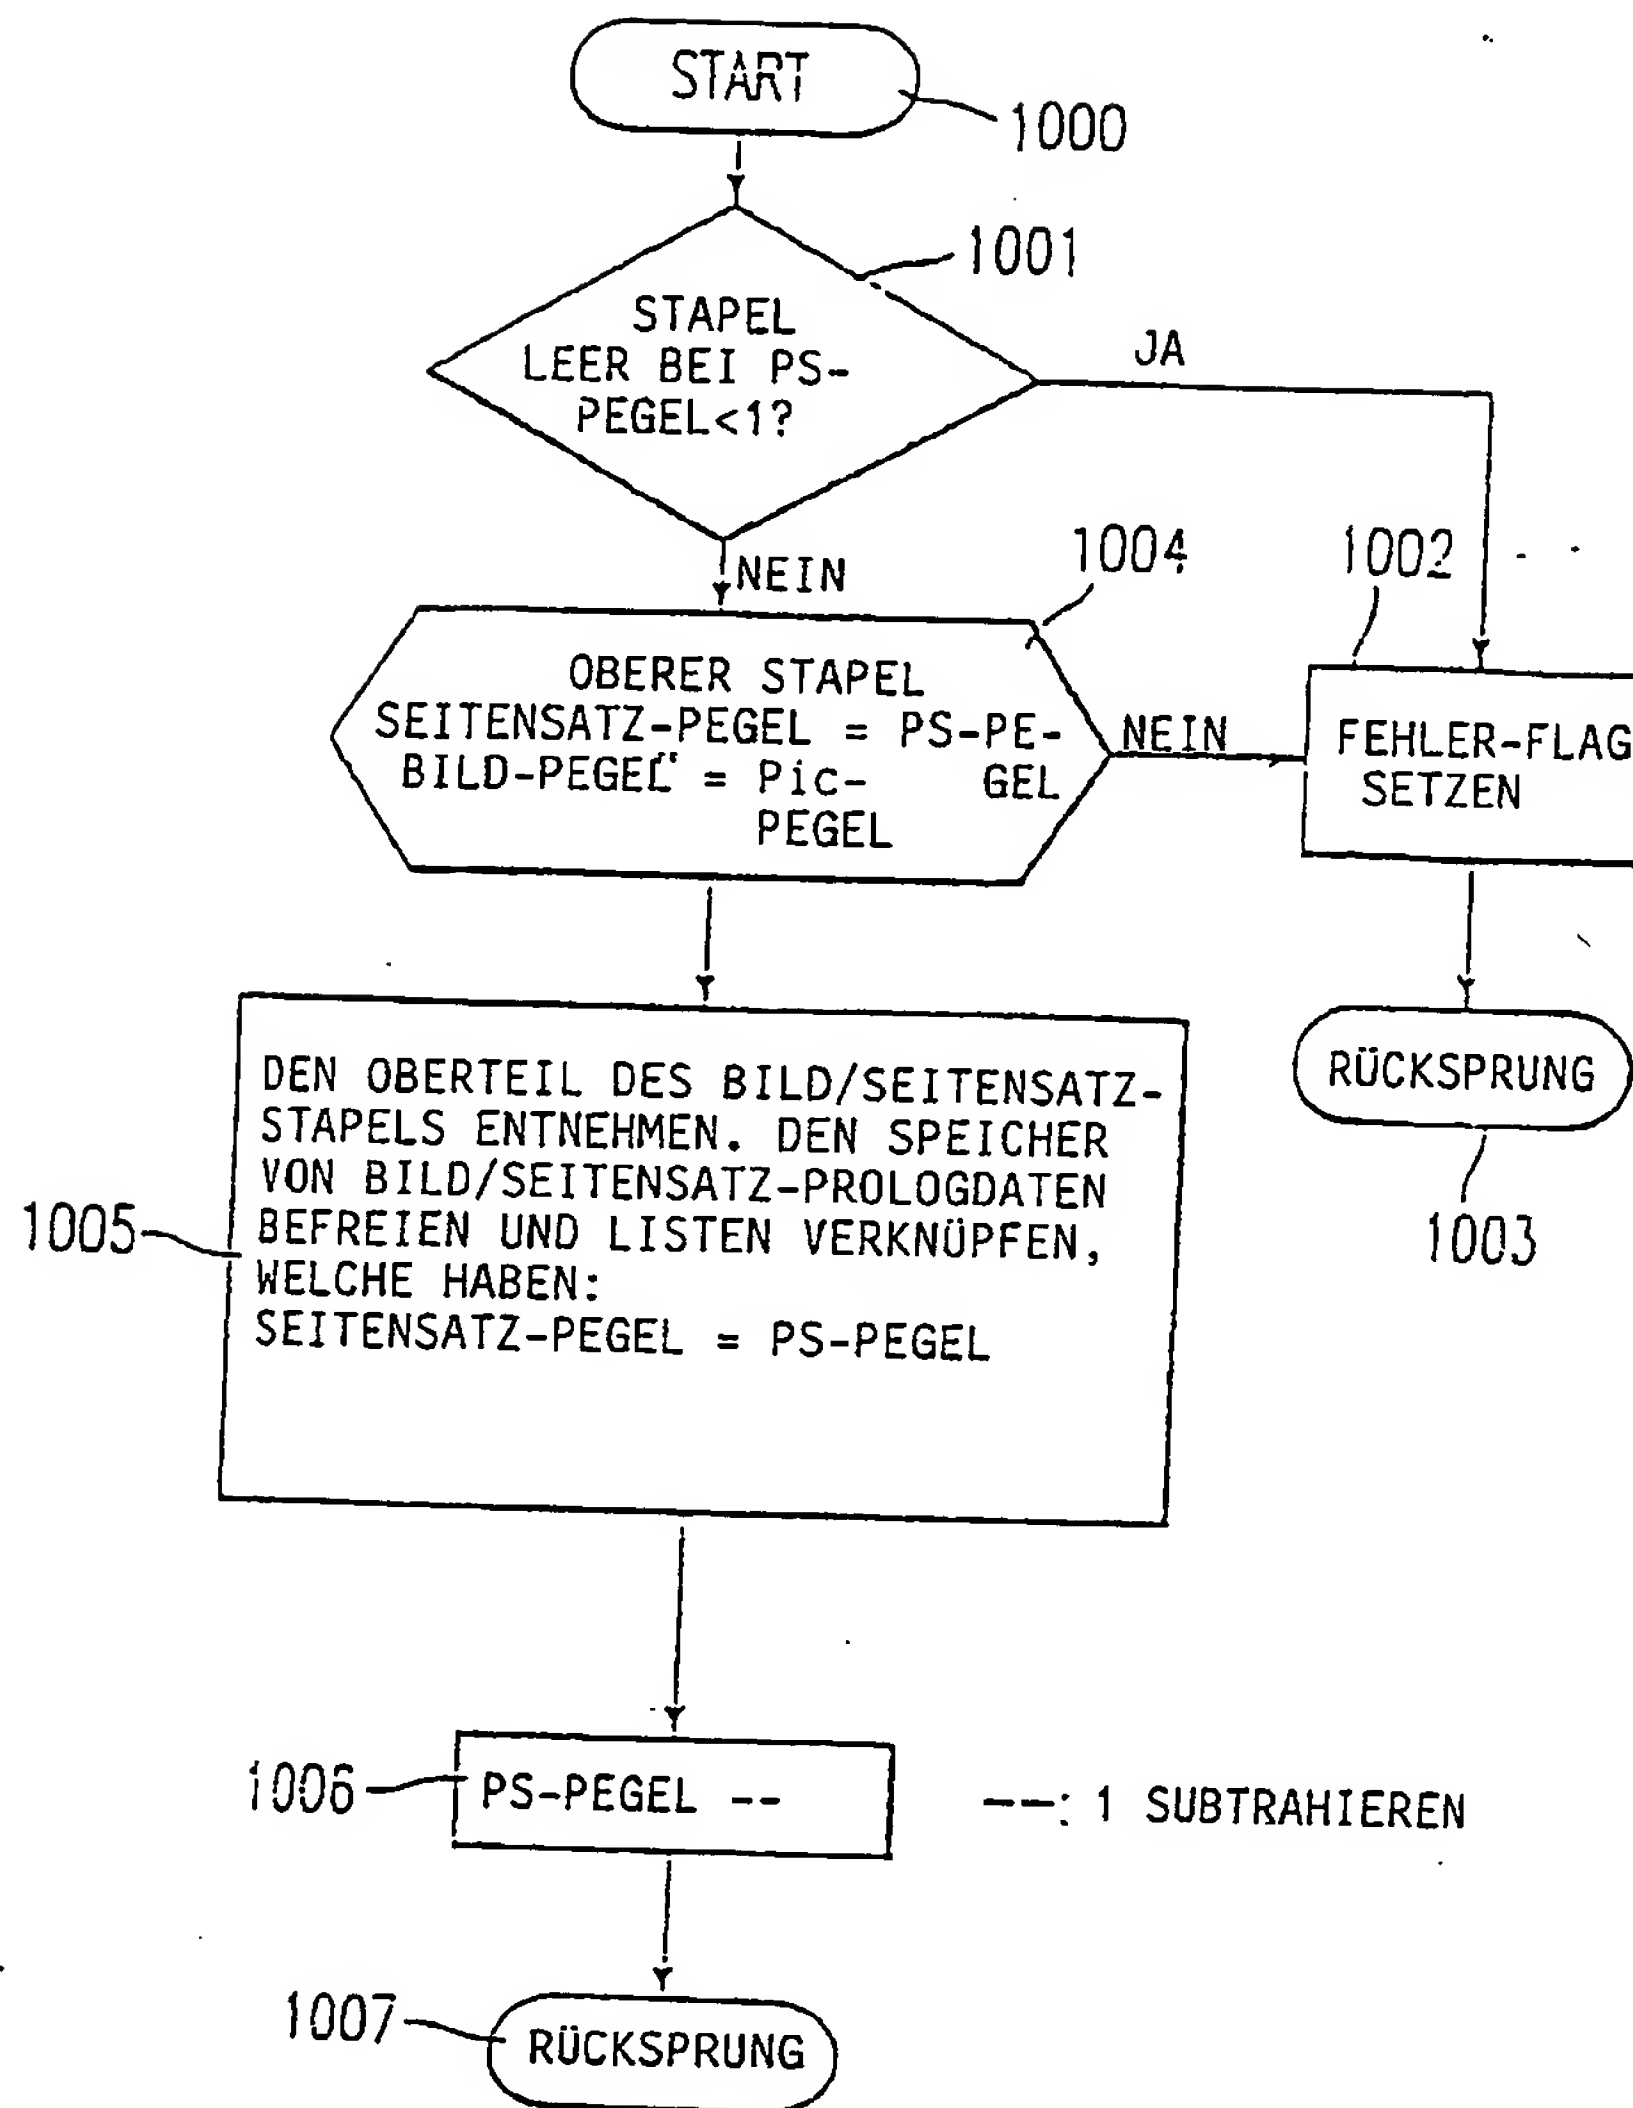 START
1000
1001
STAPEL
LEER BEI PS-
PEGEL<1?
JA
NEIN
1004
1002
OBERER STAPEL
SEITENSATZ-PEGEL = PS-PE-
BILD-PEGEL = Pic- GEL
PEGEL
NEIN
FEHLER-FLAG
SETZEN
RÜCKSPRUNG
1003
DEN OBERTEIL DES BILD/SEITENSATZ-
STAPELS ENTNEHMEN. DEN SPEICHER
VON BILD/SEITENSATZ-PROLOGDATEN
BEFREIEN UND LISTEN VERKNÜPFEN,
WELCHE HABEN:
SEITENSATZ-PEGEL = PS-PEGEL
1005
1006
PS-PEGEL --
--: 1 SUBTRAHIEREN
1007
RÜCKSPRUNG